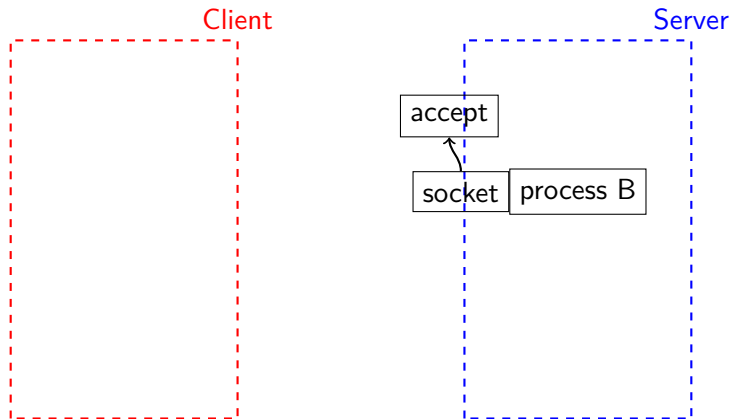 Client
Server
accept
socket
process B